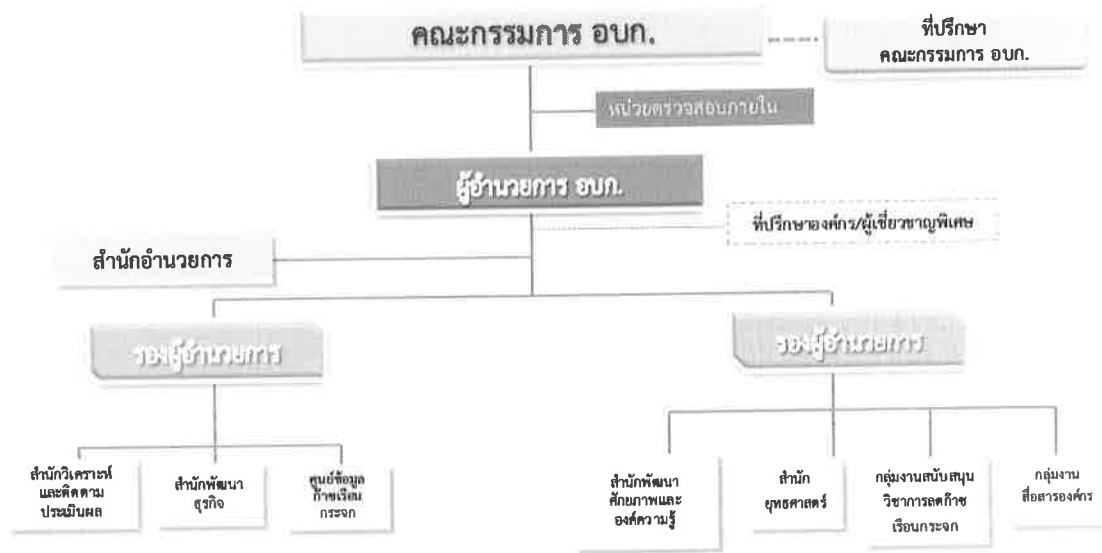 คณะกรรมการ อบก.
ที่ปรึกษา
คณะกรรมการ อบก.
หน่วยตรวจสอบภายใน
ผู้อำนวยการ อบก.
ที่ปรึกษาองค์กร/ผู้เชี่ยวชาญพิเศษ
สำนักอำนวยการ
รองผู้อำนวยการ
รองผู้อำนวยการ
สำนักวิเคราะห์
และติดตาม
ประเมินผล
สำนักพัฒนา
ธุรกิจ
ศูนย์ข้อมูล
ก๊าซเรือน
กระจก
สำนักพัฒนา
ศักยภาพและ
องค์ความรู้
สำนัก
ยุทธศาสตร์
กลุ่มงานสนับสนุน
วิชาการลดก๊าซ
เรือนกระจก
กลุ่มงาน
สื่อสารองค์กร